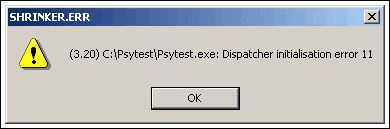 SHRINKER.ERR
(3.20) C:\Psytest\Psytest.exe: Dispatcher initialisation error 11
OK